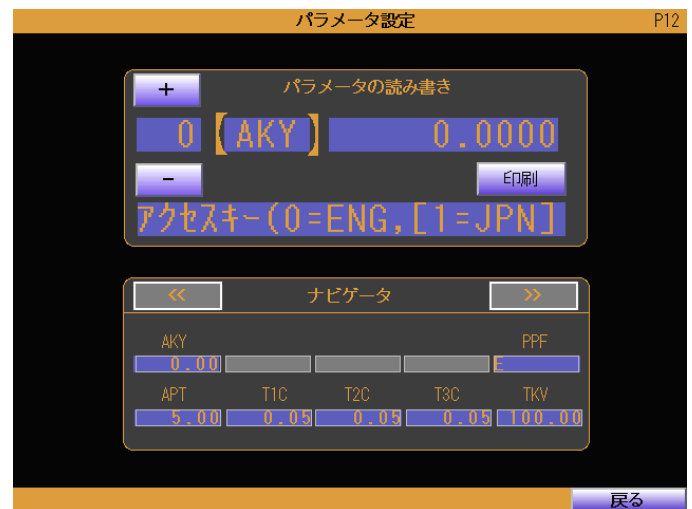 パラメータ設定 P12
+ パラメータの読み書き
0 【AKY】 0.0000
- 印刷
アクセスキー(0=ENG,[1=JPN]
<< ナビゲータ >>
AKY PPF
0.00 E
APT T1C T2C T3C TKV
5.00 0.05 0.05 0.05 100.00
戻る